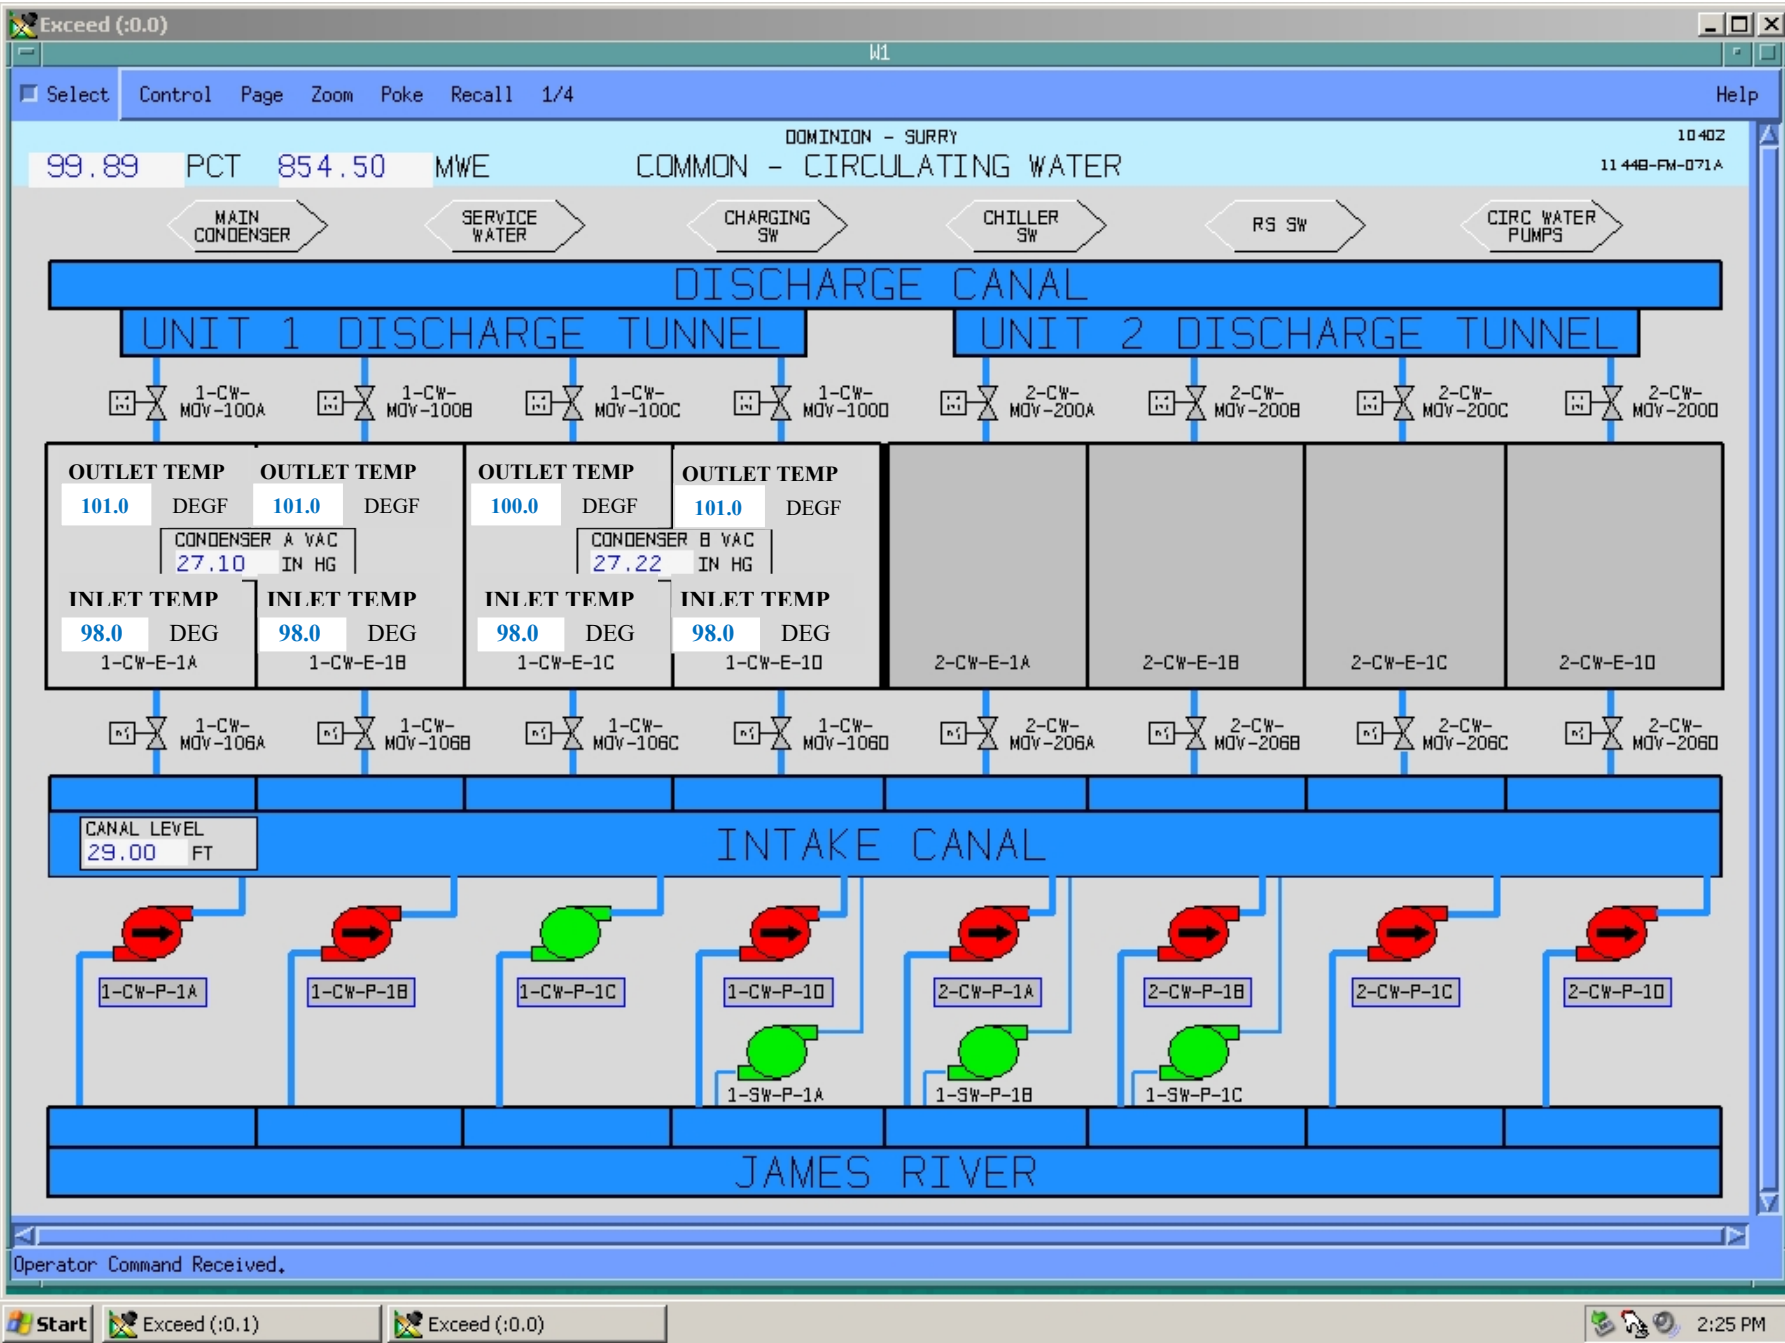 Exceed (:0.0)
W1
Select Control Page Zoom Poke Recall 1/4 Help
DOMINION - SURRY 10402
99.89 PCT 854.50 MWE COMMON - CIRCULATING WATER 11448-FM-071A
MAIN CONDENSER
SERVICE WATER
CHARGING SW
CHILLER SW
RS SW
CIRC WATER PUMPS
DISCHARGE CANAL
UNIT 1 DISCHARGE TUNNEL UNIT 2 DISCHARGE TUNNEL
1-CW- 1-CW- 1-CW- 1-CW- 2-CW- 2-CW- 2-CW- 2-CW-
MOV-100A MOV-100B MOV-100C MOV-100D MOV-200A MOV-200B MOV-200C MOV-200D
OUTLET TEMP OUTLET TEMP OUTLET TEMP OUTLET TEMP
101.0 DEGF 101.0 DEGF 100.0 DEGF 101.0 DEGF
CONDENSER A VAC CONDENSER B VAC
27.10 IN HG 27.22 IN HG
INLET TEMP INLET TEMP INLET TEMP INLET TEMP
98.0 DEG 98.0 DEG 98.0 DEG 98.0 DEG
1-CW-E-1A 1-CW-E-1B 1-CW-E-1C 1-CW-E-1D 2-CW-E-1A 2-CW-E-1B 2-CW-E-1C 2-CW-E-1D
1-CW- 1-CW- 1-CW- 1-CW- 2-CW- 2-CW- 2-CW- 2-CW-
MOV-106A MOV-106B MOV-106C MOV-106D MOV-206A MOV-206B MOV-206C MOV-206D
CANAL LEVEL
29.00 FT
INTAKE CANAL
1-CW-P-1A 1-CW-P-1B 1-CW-P-1C 1-CW-P-1D 2-CW-P-1A 2-CW-P-1B 2-CW-P-1C 2-CW-P-1D
1-SW-P-1A 1-SW-P-1B 1-SW-P-1C
JAMES RIVER
Operator Command Received.
Start Exceed (:0.1) Exceed (:0.0) 2:25 PM